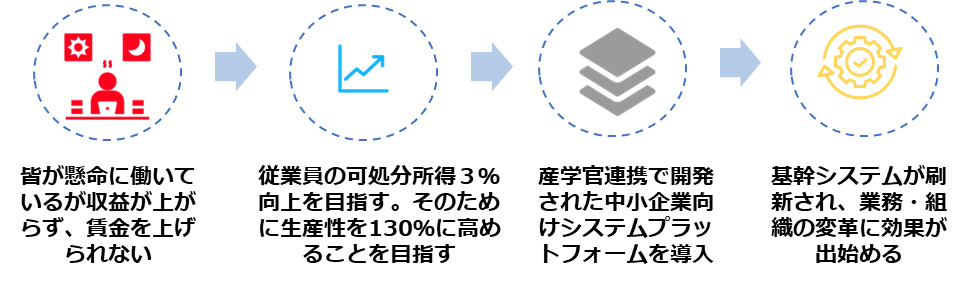 皆が懸命に働いて
いるが収益が上が
らず、賃金を上げ
られない
従業員の可処分所得３％
向上を目指す。そのため
に生産性を130%に高め
ることを目指す
産学官連携で開発
された中小企業向
けシステムプラッ
トフォームを導入
基幹システムが刷
新され、業務・組
織の変革に効果が
出始める